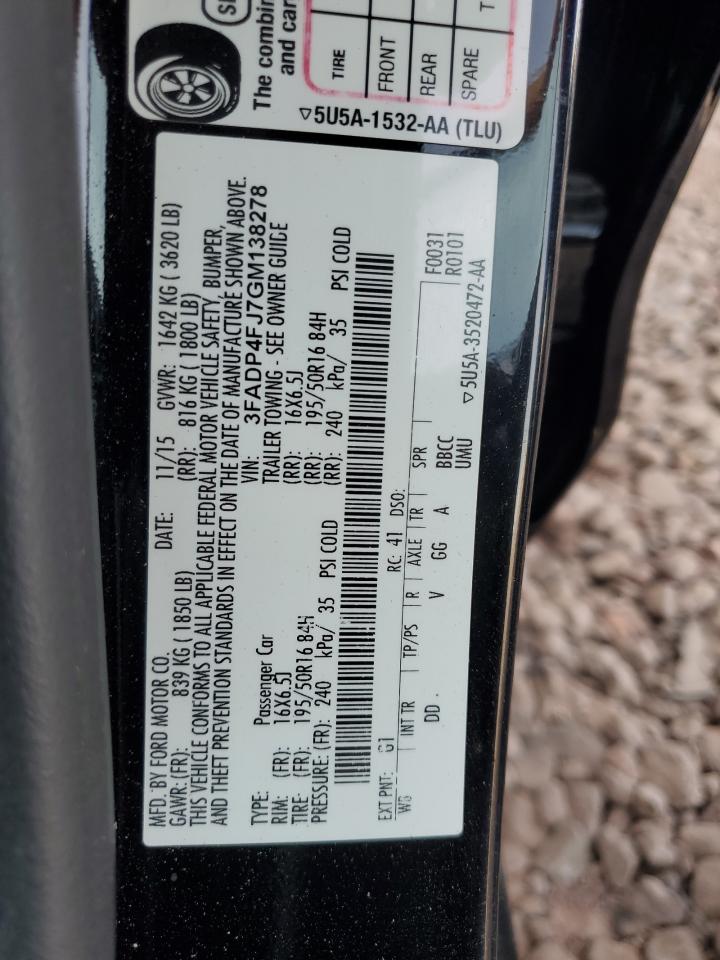 The combin
and car
TIRE
FRONT
REAR
SPARE T
5U5A-1532-AA (TLU)
MFD. BY FORD MOTOR CO. DATE: 11/15 GVWR: 1642 KG ( 3620 LB)
GAWR: (FR): 839 KG ( 1850 LB) (RR): 816 KG ( 1800 LB)
THIS VEHICLE CONFORMS TO ALL APPLICABLE FEDERAL MOTOR VEHICLE SAFETY, BUMPER,
AND THEFT PREVENTION STANDARDS IN EFFECT ON THE DATE OF MANUFACTURE SHOWN ABOVE.
VIN: 3FADP4FJ7GM138278
TYPE: Passenger Car TRAILER TOWING - SEE OWNER GUIDE
RIM: (FR): 16X6.5J (RR): 16X6.5J
TIRE: (FR): 195/50R16 84H (RR): 195/50R16 84H
PRESSURE: (FR): 240 kPa/ 35 PSI COLD (RR): 240 kPa/ 35 PSI COLD
EXT PNT: G1 RC: 41 DSO: F0031
WB INT TR TP/PS R AXLE TR SPR R0101
DD V GG A BBCC
UMU
5U5A-3520472-AA